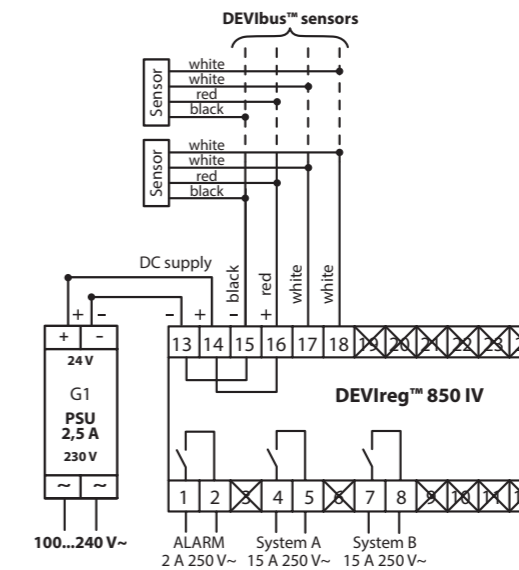 DEVIbus™ sensors
Sensor
white
white
red
black
Sensor
white
white
red
black
DC supply
black
red
white
white
+ – – + – +
+ –
13 14 15 16 17 18 19 20 21 22 23
24 V
G1
PSU
2,5 A
230 V
DEVIreg™ 850 IV
~ ~
1 2 3 4 5 6 7 8 9 10 11
100...240 V~
ALARM
2 A 250 V~
System A
15 A 250 V~
System B
15 A 250 V~